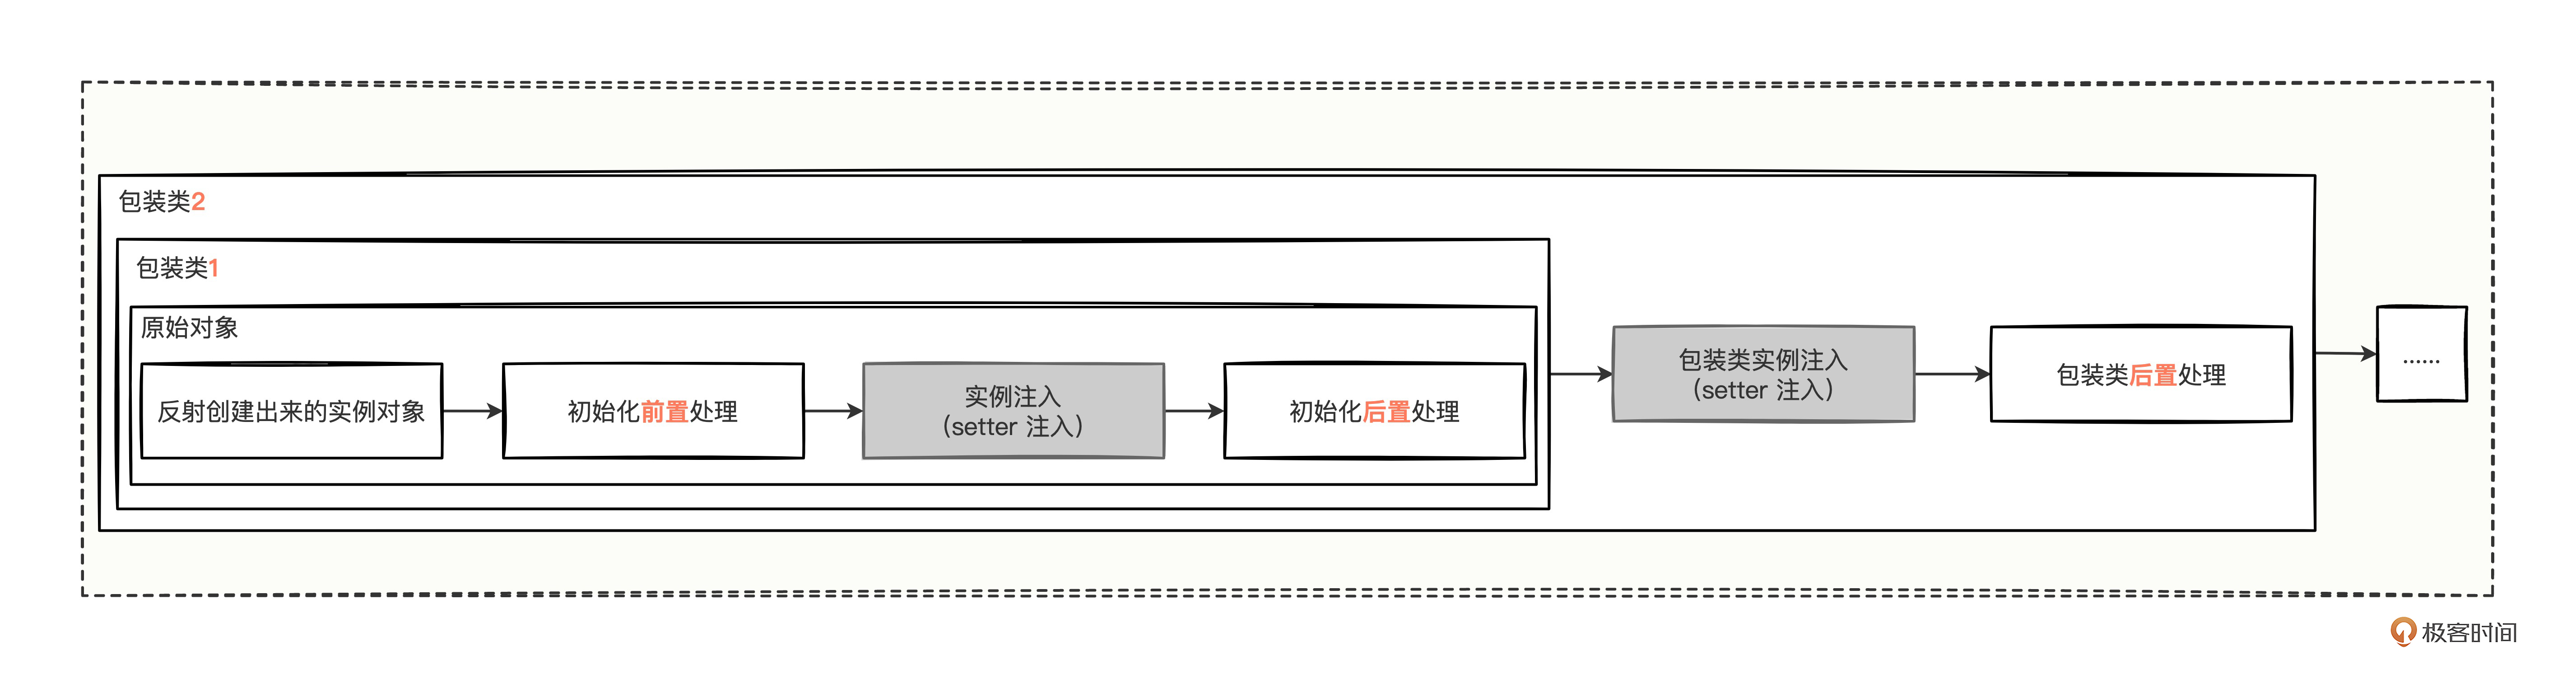 包装类2
包装类1
原始对象
反射创建出来的实例对象
初始化前置处理
实例注入
（setter 注入）
初始化后置处理
包装类实例注入
（setter 注入）
包装类后置处理
......
极客时间